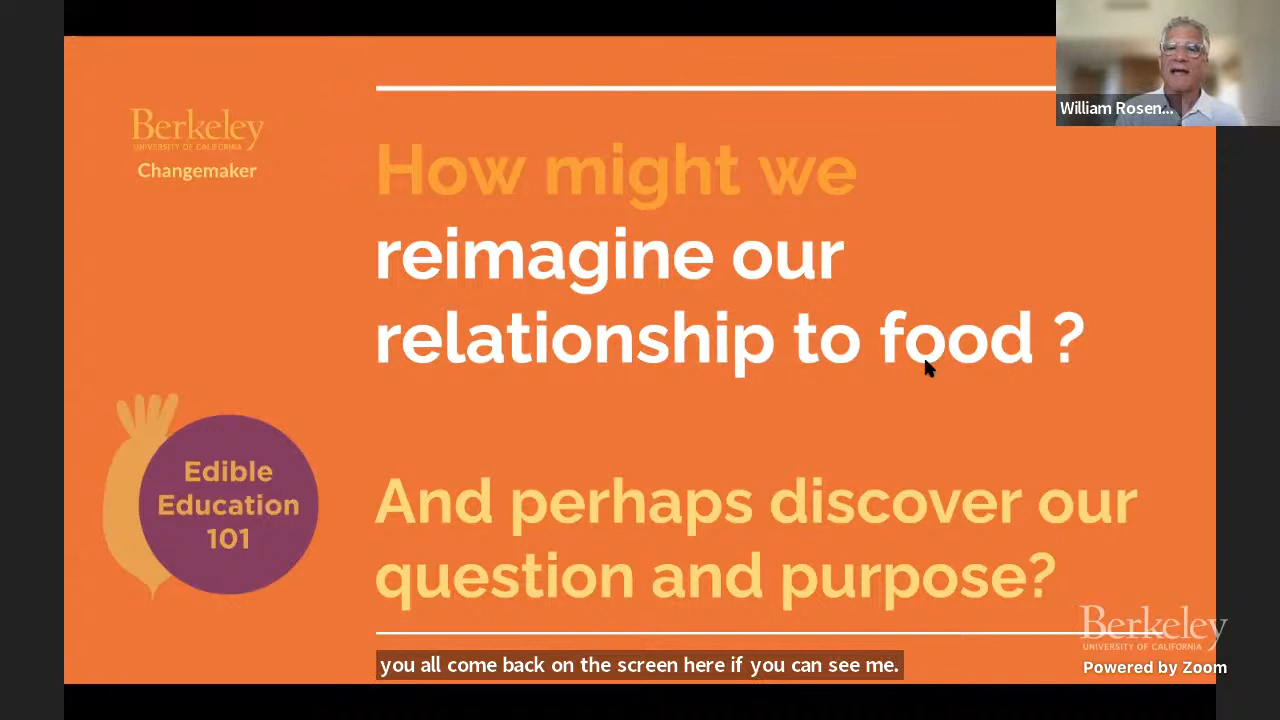 Berkeley
UNIVERSITY OF CALIFORNIA
Changemaker
How might we
reimagine our
relationship to food ?
And perhaps discover our
question and purpose?
Edible
Education
101
William Rosen...
you all come back on the screen here if you can see me.
Berkeley
UNIVERSITY OF CALIFORNIA
Powered by Zoom